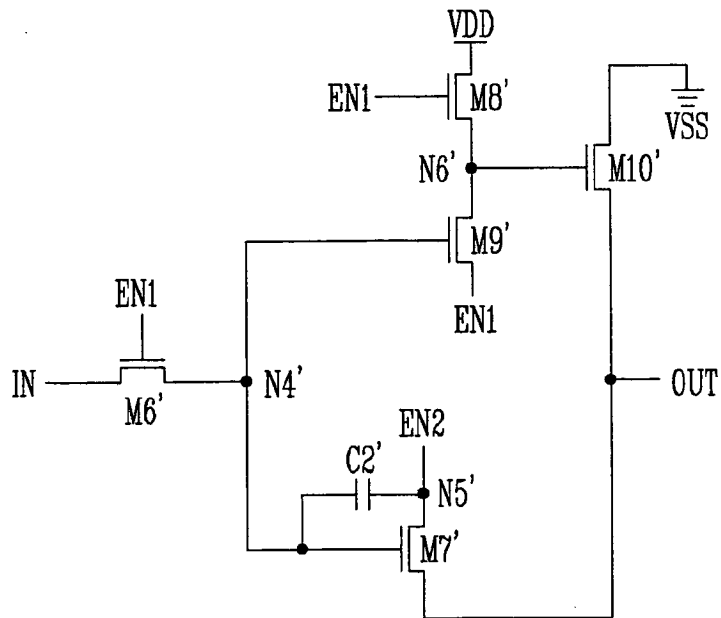 VDD
EN1
M8'
VSS
N6'
M10'
M9'
EN1
EN1
IN
N4'
OUT
M6'
EN2
C2'
N5'
M7'